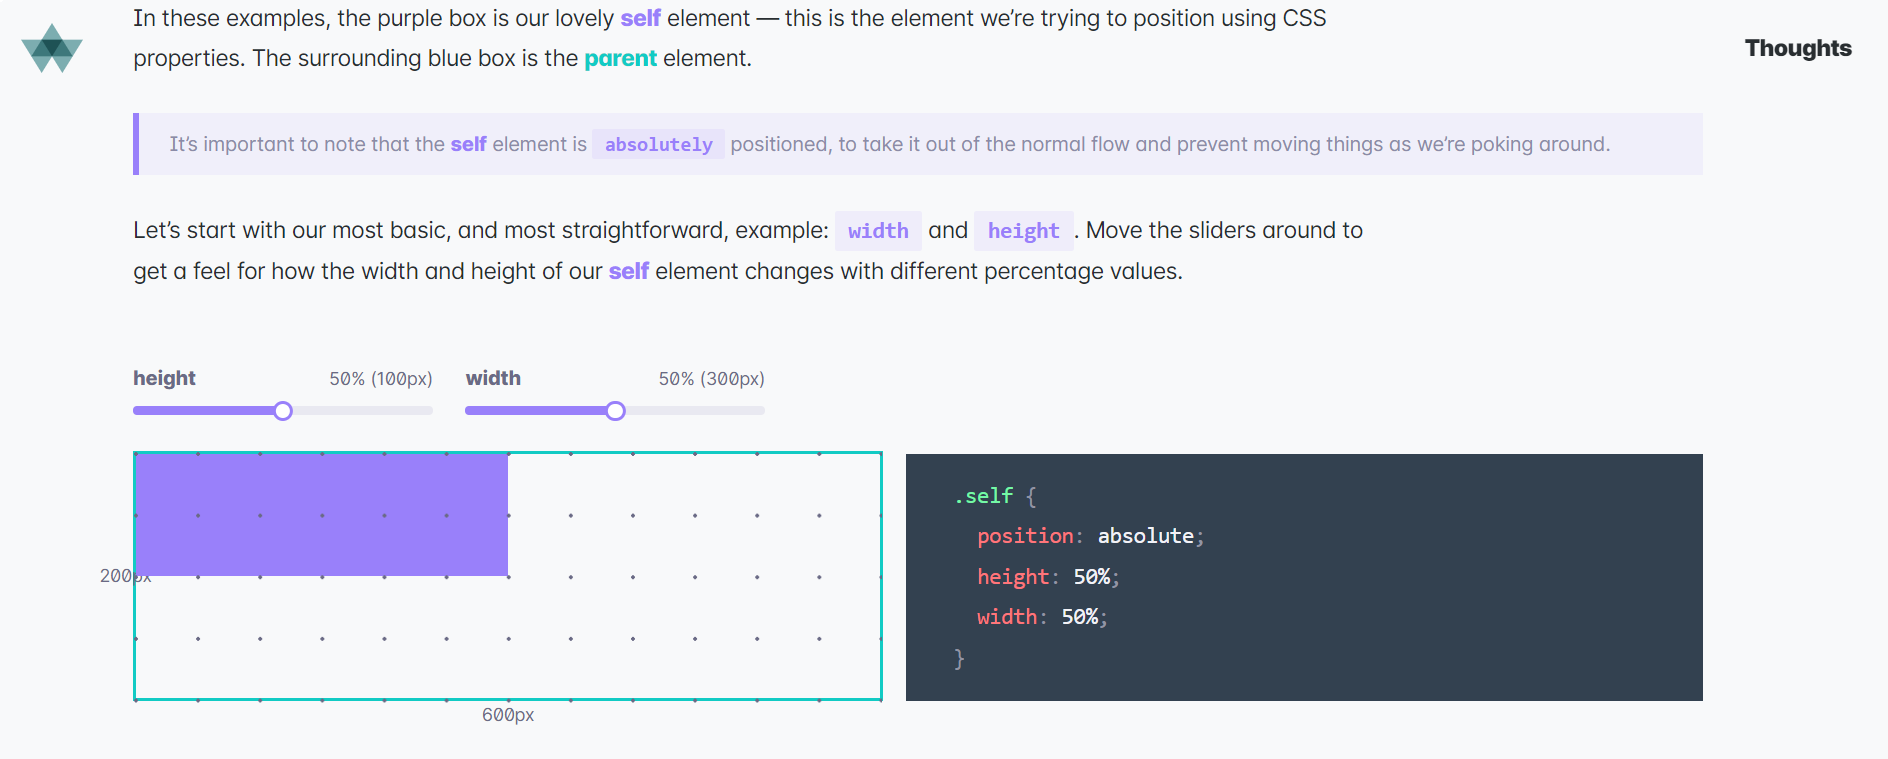 In these examples, the purple box is our lovely self element — this is the element we’re trying to position using CSS
properties. The surrounding blue box is the parent element.
Thoughts
It’s important to note that the self element is absolutely positioned, to take it out of the normal flow and prevent moving things as we’re poking around.
Let’s start with our most basic, and most straightforward, example: width and height. Move the sliders around to
get a feel for how the width and height of our self element changes with different percentage values.
height 50% (100px) width 50% (300px)
.self {
position: absolute;
height: 50%;
width: 50%;
}
200px
600px